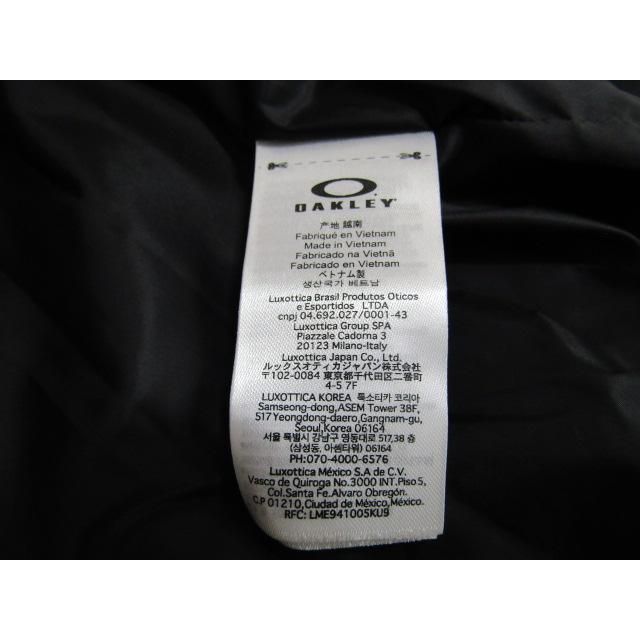 OAKLEY
产地 越南
Fabriqué en Vietnam
Made in Vietnam
Fabricado na Vietnã
Fabricado en Vietnam
ベトナム製
생산국가 베트남
Luxottica Brasil Produtos Oticos
e Esportidos LTDA
cnpj 04.692.027/0001-43
Luxottica Group SPA
Piazzale Cadorna 3
20123 Milano-Italy
Luxottica Japan Co., Ltd.
ルックスオティカジャパン株式会社
〒102-0084 東京都千代田区二番町
4-5 7F
LUXOTTICA KOREA 룩소티카 코리아
Samseong-dong,ASEM Tower 38F,
517 Yeongdong-daero,Gangnam-gu,
Seoul,Korea 06164
서울 특별시 강남구 영동대로 517,38 층
(삼성동, 아셈타워) 06164
PH:070-4000-6576
Luxottica México S.A de C.V.
Vasco de Quiroga No.3000 INT.Piso 5,
Col.Santa Fe.Alvaro Obregón.
C.P 01210,Ciudad de México,México.
RFC: LME941005KU9